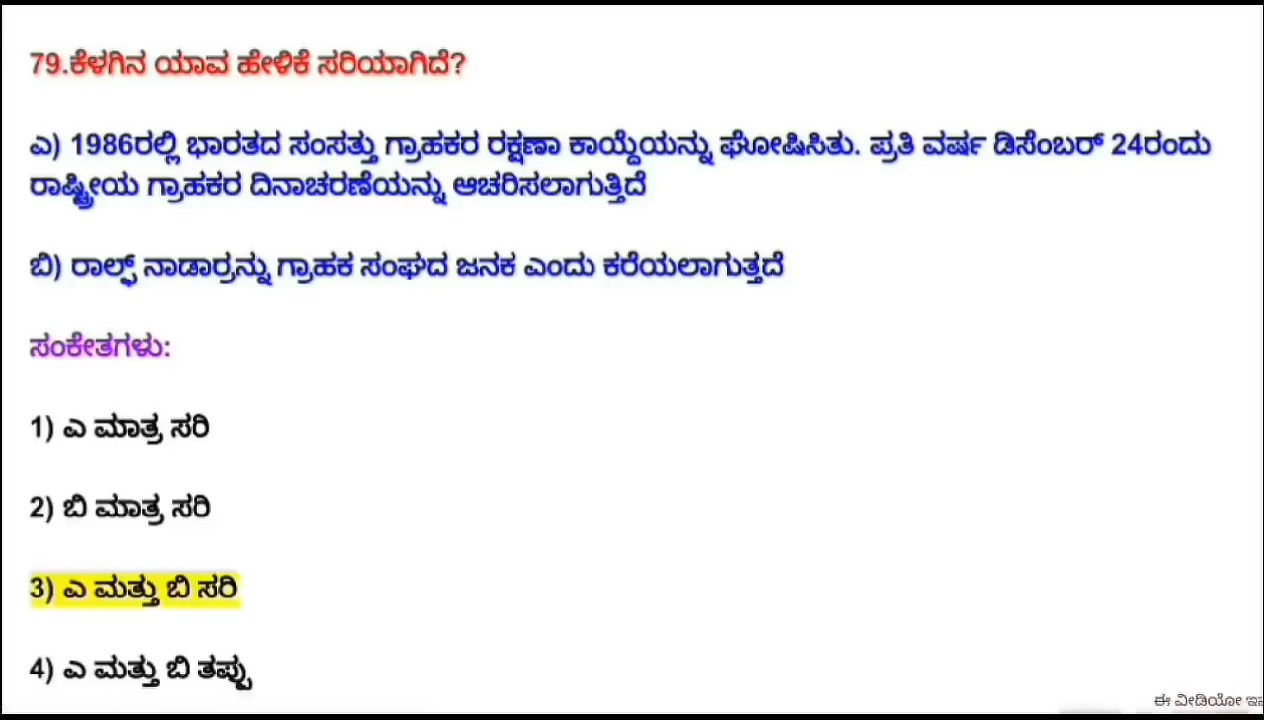 79.ಕೆಳಗಿನ ಯಾವ ಹೇಳಿಕೆ ಸರಿಯಾಗಿದೆ?
ಎ) 1986ರಲ್ಲಿ ಭಾರತದ ಸಂಸತ್ತು ಗ್ರಾಹಕರ ರಕ್ಷಣಾ ಕಾಯ್ದೆಯನ್ನು ಘೋಷಿಸಿತು. ಪ್ರತಿ ವರ್ಷ ಡಿಸೆಂಬರ್ 24ರಂದು
ರಾಷ್ಟ್ರೀಯ ಗ್ರಾಹಕರ ದಿನಾಚರಣೆಯನ್ನು ಆಚರಿಸಲಾಗುತ್ತಿದೆ
ಬಿ) ರಾಲ್ಫ್ ನಾಡಾರ‍್ರನ್ನು ಗ್ರಾಹಕ ಸಂಘದ ಜನಕ ಎಂದು ಕರೆಯಲಾಗುತ್ತದೆ
ಸಂಕೇತಗಳು:
1) ಎ ಮಾತ್ರ ಸರಿ
2) ಬಿ ಮಾತ್ರ ಸರಿ
3) ಎ ಮತ್ತು ಬಿ ಸರಿ
4) ಎ ಮತ್ತು ಬಿ ತಪ್ಪು
ಈ ವೀಡಿಯೋ